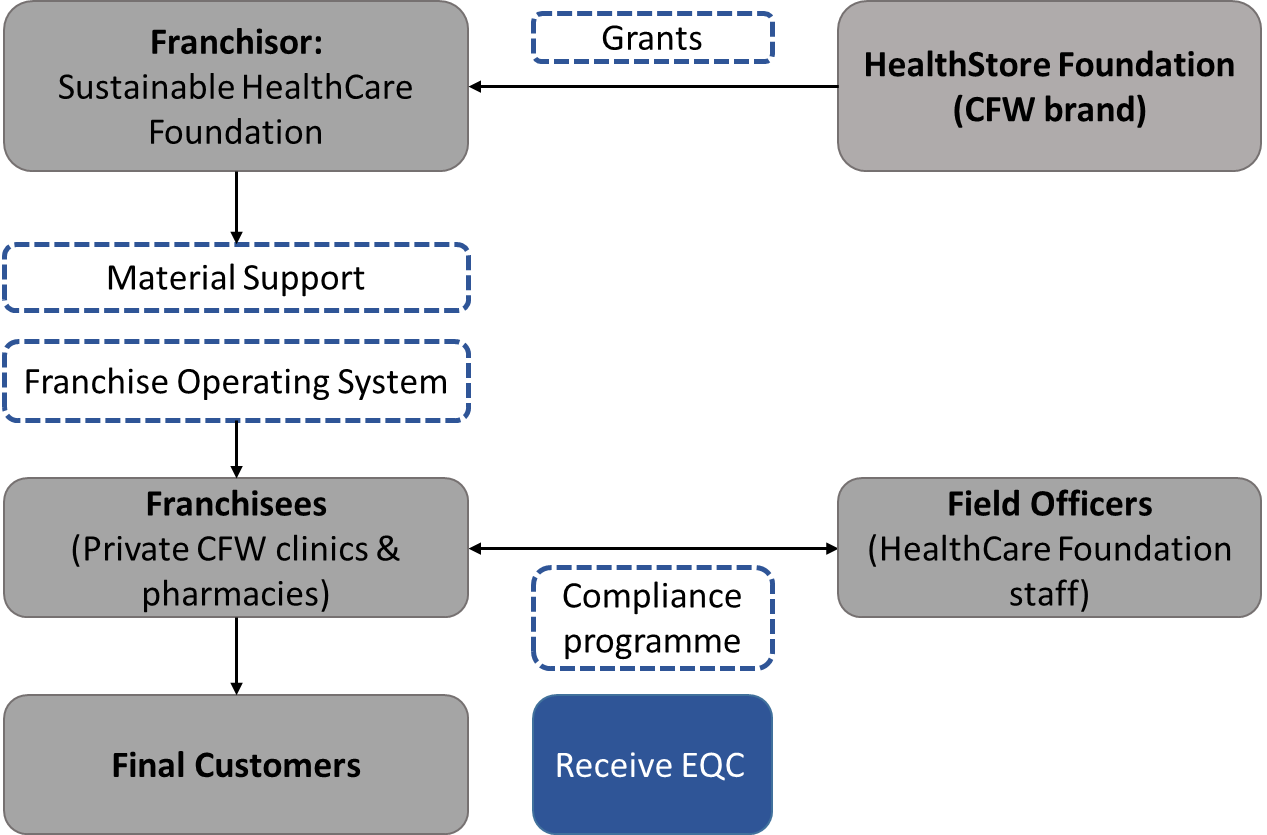 Franchisor:
Sustainable HealthCare
Foundation
Grants
HealthStore Foundation
(CFW brand)
Material Support
Franchise Operating System
Franchisees
(Private CFW clinics &
pharmacies)
Field Officers
(HealthCare Foundation
staff)
Compliance
programme
Final Customers
Receive EQC